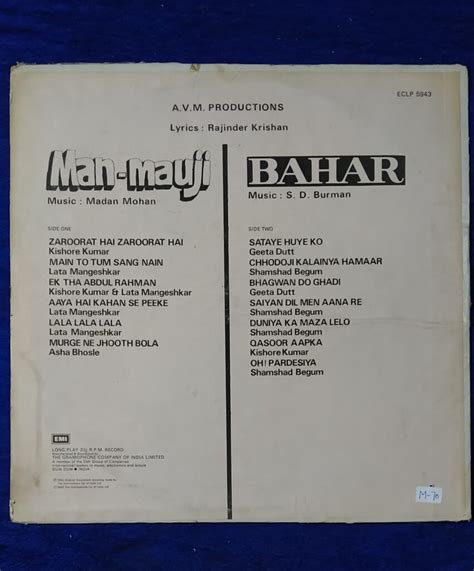 ECLP 5943
A.V.M. PRODUCTIONS
Lyrics : Rajinder Krishan
Man-mauji
Music : Madan Mohan
SIDE ONE
ZAROORAT HAI ZAROORAT HAI
Kishore Kumar
MAIN TO TUM SANG NAIN
Lata Mangeshkar
EK THA ABDUL RAHMAN
Kishore Kumar & Lata Mangeshkar
AAYA HAI KAHAN SE PEEKE
Lata Mangeshkar
LALA LALA LALA
Lata Mangeshkar
MURGE NE JHOOTH BOLA
Asha Bhosle
BAHAR
Music : S. D. Burman
SIDE TWO
SATAYE HUYE KO
Geeta Dutt
CHHODOJI KALAINYA HAMAAR
Shamshad Begum
BHAGWAN DO GHADI
Geeta Dutt
SAIYAN DIL MEN AANA RE
Shamshad Begum
DUNIYA KA MAZA LELO
Shamshad Begum
QASOOR AAPKA
Kishore Kumar
OH! PARDESIYA
Shamshad Begum
EMI
LONG PLAY 33⅓ R.P.M. RECORD
THE GRAMOPHONE COMPANY OF INDIA LIMITED
DUM DUM • INDIA